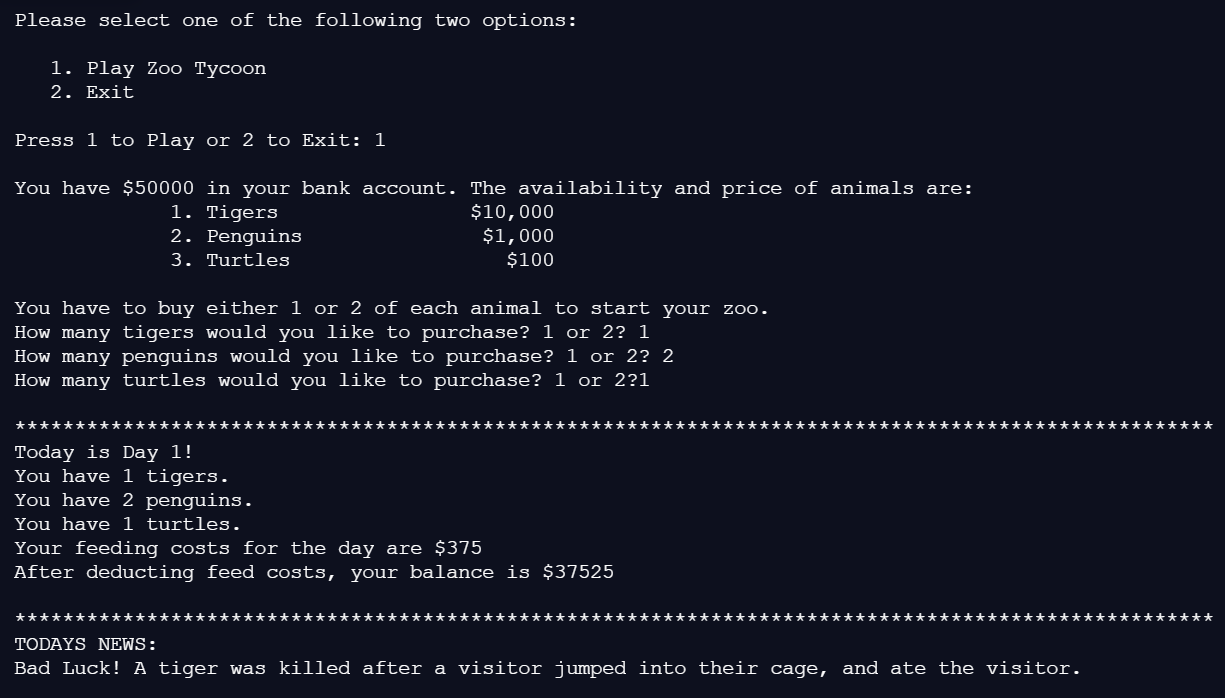 Please select one of the following two options:
1. Play Zoo Tycoon
2. Exit
Press 1 to Play or 2 to Exit: 1
You have $50000 in your bank account. The availability and price of animals are:
1. Tigers $10,000
2. Penguins $1,000
3. Turtles $100
You have to buy either 1 or 2 of each animal to start your zoo.
How many tigers would you like to purchase? 1 or 2? 1
How many penguins would you like to purchase? 1 or 2? 2
How many turtles would you like to purchase? 1 or 2?1
****************************************************************************************************
Today is Day 1!
You have 1 tigers.
You have 2 penguins.
You have 1 turtles.
Your feeding costs for the day are $375
After deducting feed costs, your balance is $37525
****************************************************************************************************
TODAYS NEWS:
Bad Luck! A tiger was killed after a visitor jumped into their cage, and ate the visitor.